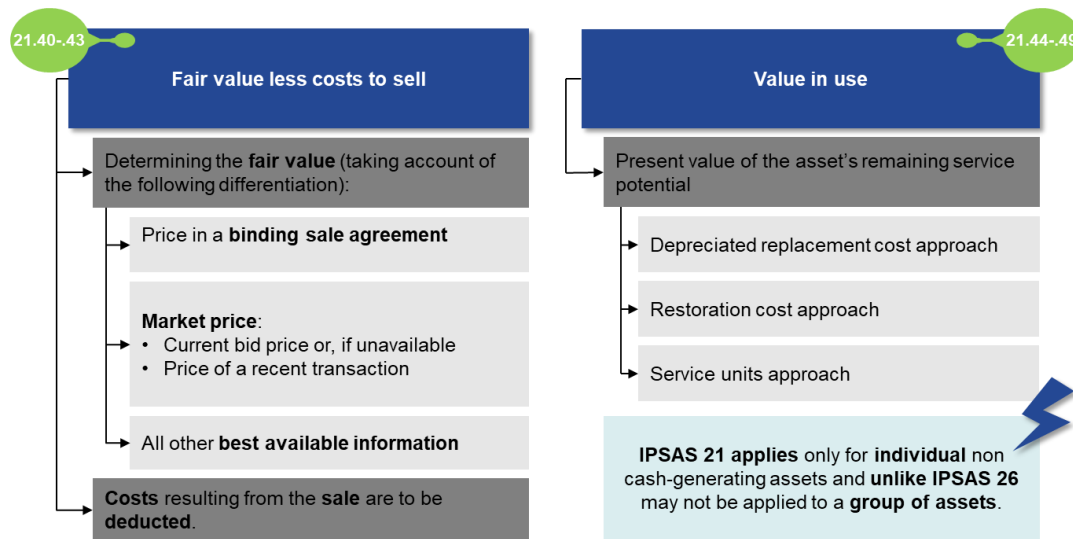 21.40-.43
Fair value less costs to sell
Determining the fair value (taking account of
the following differentiation):
Price in a binding sale agreement
Market price:
• Current bid price or, if unavailable
• Price of a recent transaction
All other best available information
Costs resulting from the sale are to be
deducted.
21.44-.49
Value in use
Present value of the asset's remaining service
potential
Depreciated replacement cost approach
Restoration cost approach
Service units approach
IPSAS 21 applies only for individual non
cash-generating assets and unlike IPSAS 26
may not be applied to a group of assets.